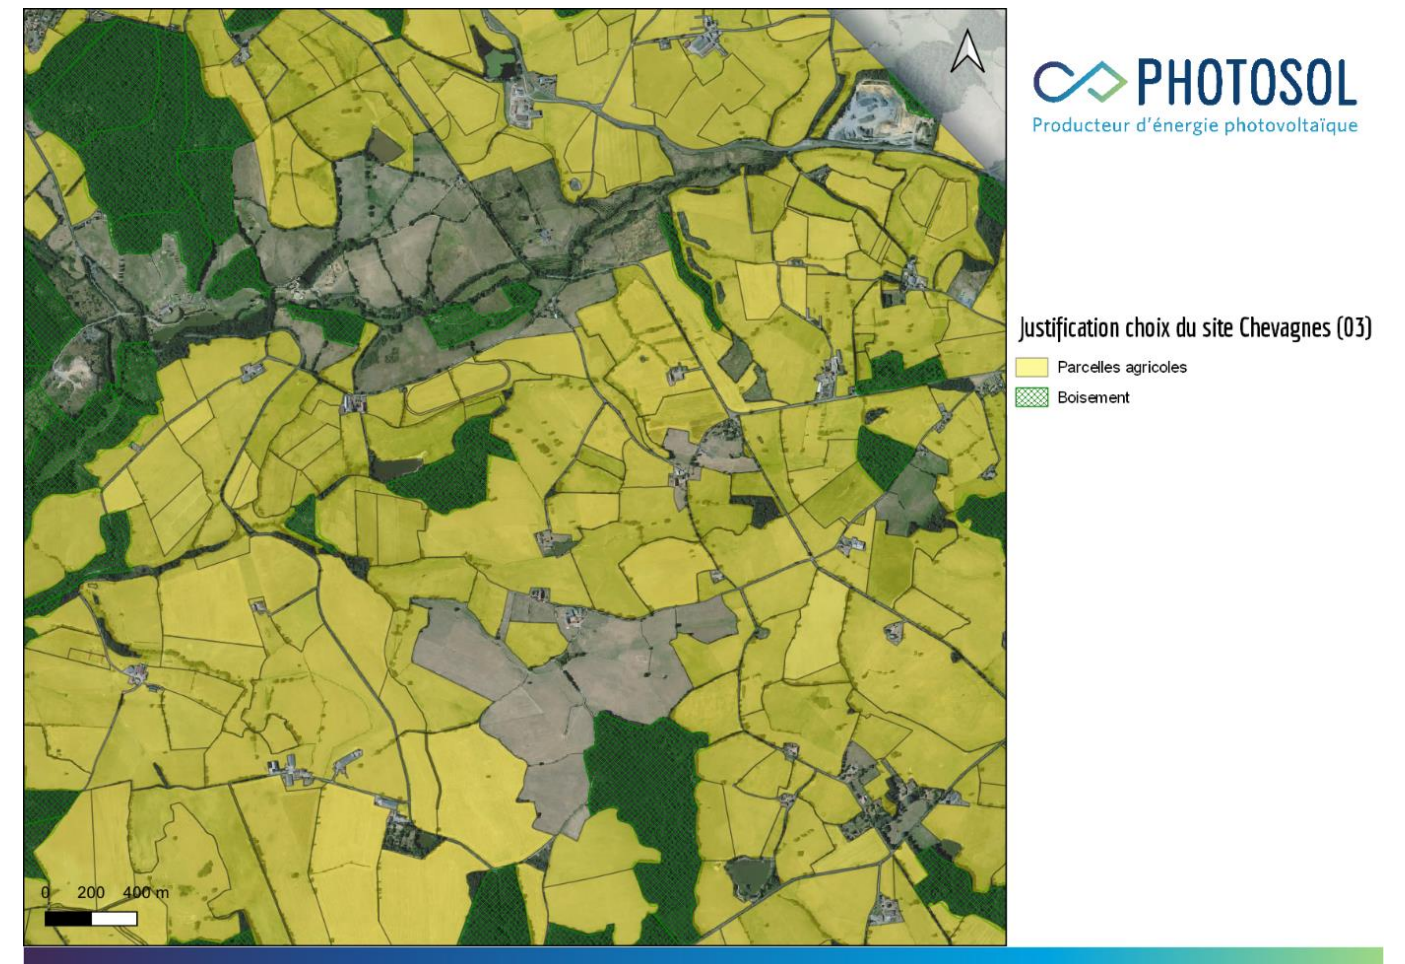 PHOTOSOL
Producteur d'énergie photovoltaïque
Justification choix du site Chevagnes (03)
Parcelles agricoles
Boisement
0 200 400 m